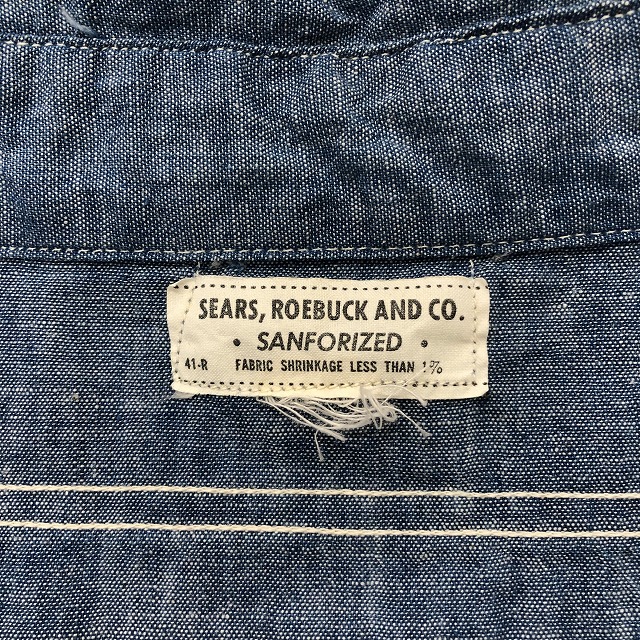 SEARS, ROEBUCK AND CO.
• SANFORIZED •
41-R FABRIC SHRINKAGE LESS THAN 1%